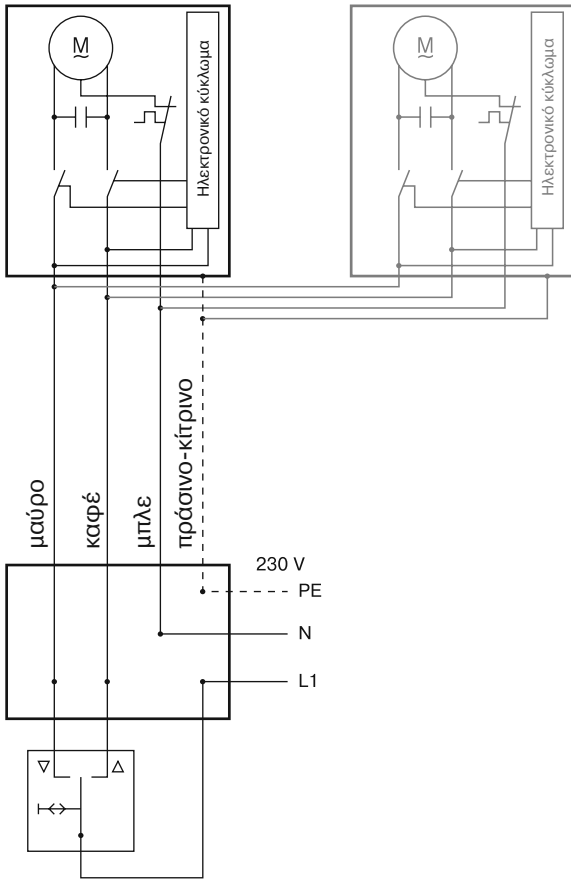 M
~
Ηλεκτρονικό κύκλωμα
M
~
Ηλεκτρονικό κύκλωμα
μαύρο
καφέ
μπλε
πράσινο-κίτρινο
230 V
PE
N
L1